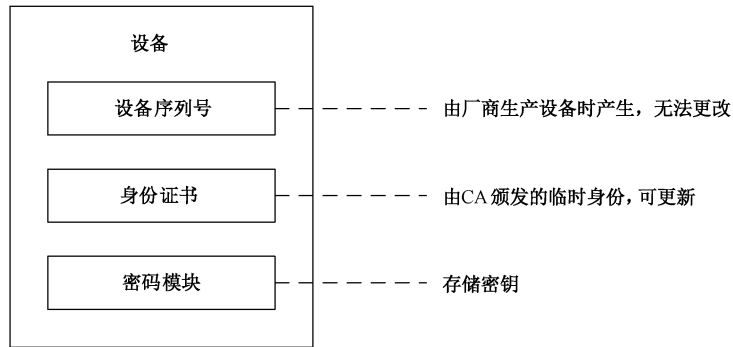 设备
设备序列号
由厂商生产设备时产生，无法更改
身份证书
由CA颁发的临时身份，可更新
密码模块
存储密钥